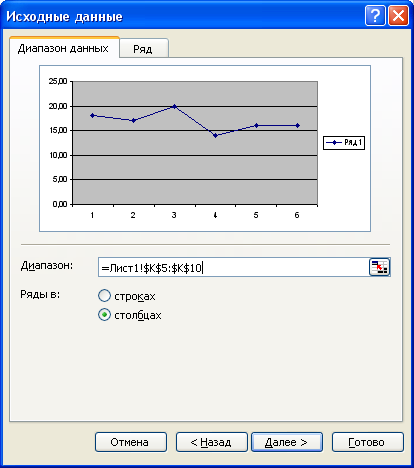 Исходные данные
Диапазон данных
Ряд
25,00
20,00
15,00
10,00
5,00
0,00
1 2 3 4 5 6
Ряд1
Диапазон: =Лист1!$K$5:$K$10
Ряды в: строках
столбцах
Отмена < Назад Далее > Готово